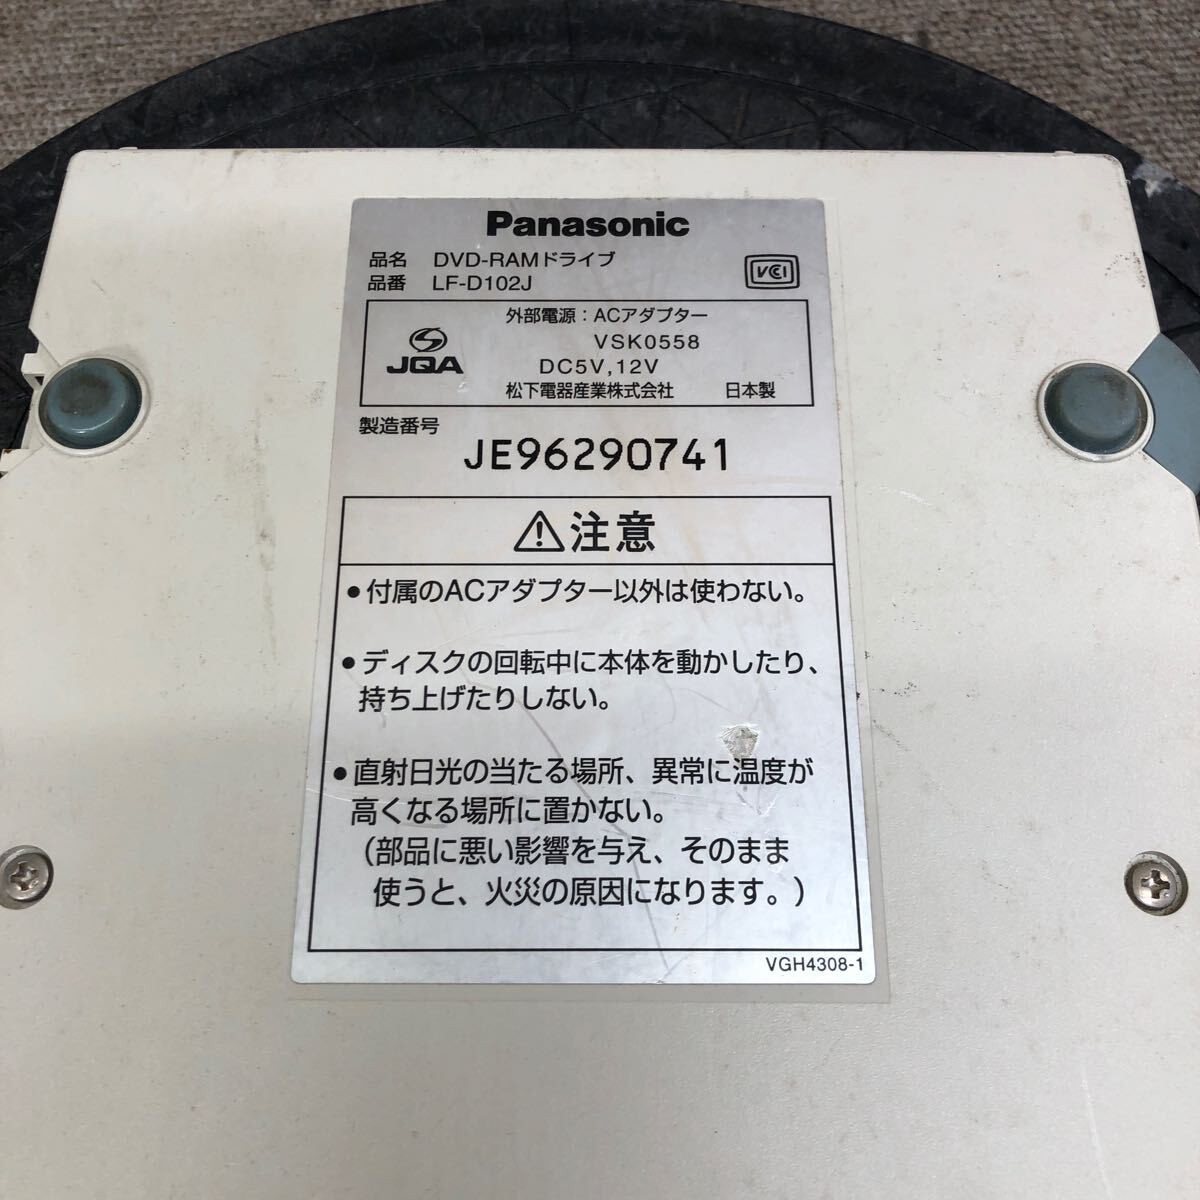 Panasonic
品名 DVD-RAMドライブ
品番 LF-D102J
VCI
外部電源：ACアダプター
VSK0558
JQA
DC5V,12V
松下電器産業株式会社 日本製
製造番号
JE96290741
⚠注意
●付属のACアダプター以外は使わない。
●ディスクの回転中に本体を動かしたり、
持ち上げたりしない。
●直射日光の当たる場所、異常に温度が
高くなる場所に置かない。
（部品に悪い影響を与え、そのまま
使うと、火災の原因になります。）
VGH4308-1